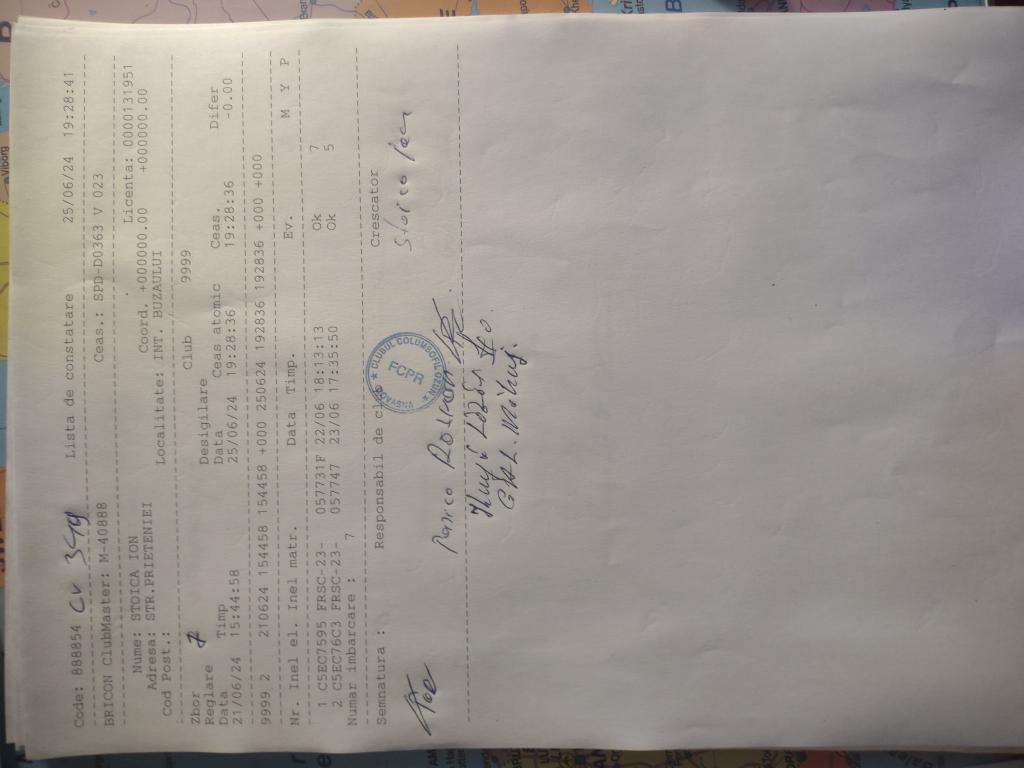 Code: 888854 Cv 349 Lista de constatare 25/06/24 19:28:41
BRICON ClubMaster: M-40888 Ceas.: SPD-D0363 V 023
Nume: STOICA ION Licenta: 0000131951
Adresa: STR.PRIETENIEI Coord. +000000.00 +000000.00
Cod Post.: Localitate: INT. BUZAULUI
Zbor 7 Club 9999
Reglare Desigilare
Data Timp Data Ceas atomic Ceas. Difer
21/06/24 15:44:58 25/06/24 19:28:36 19:28:36 -0.00
9999 2 210624 154458 154458 +000 250624 192836 192836 +000 +000
Nr. Inel el. Inel matr. Data Timp. Ev. M Y P
1 C5EC7595 FRSC-23- 057731F 22/06 18:13:13 Ok 7
2 C5EC76C3 FRSC-23- 057747 23/06 17:35:50 Ok 5
Numar imbarcare : 7
Semnatura : Responsabil de Crescator
CLUBUL COLUMBOFIL
FCPR
Stoica